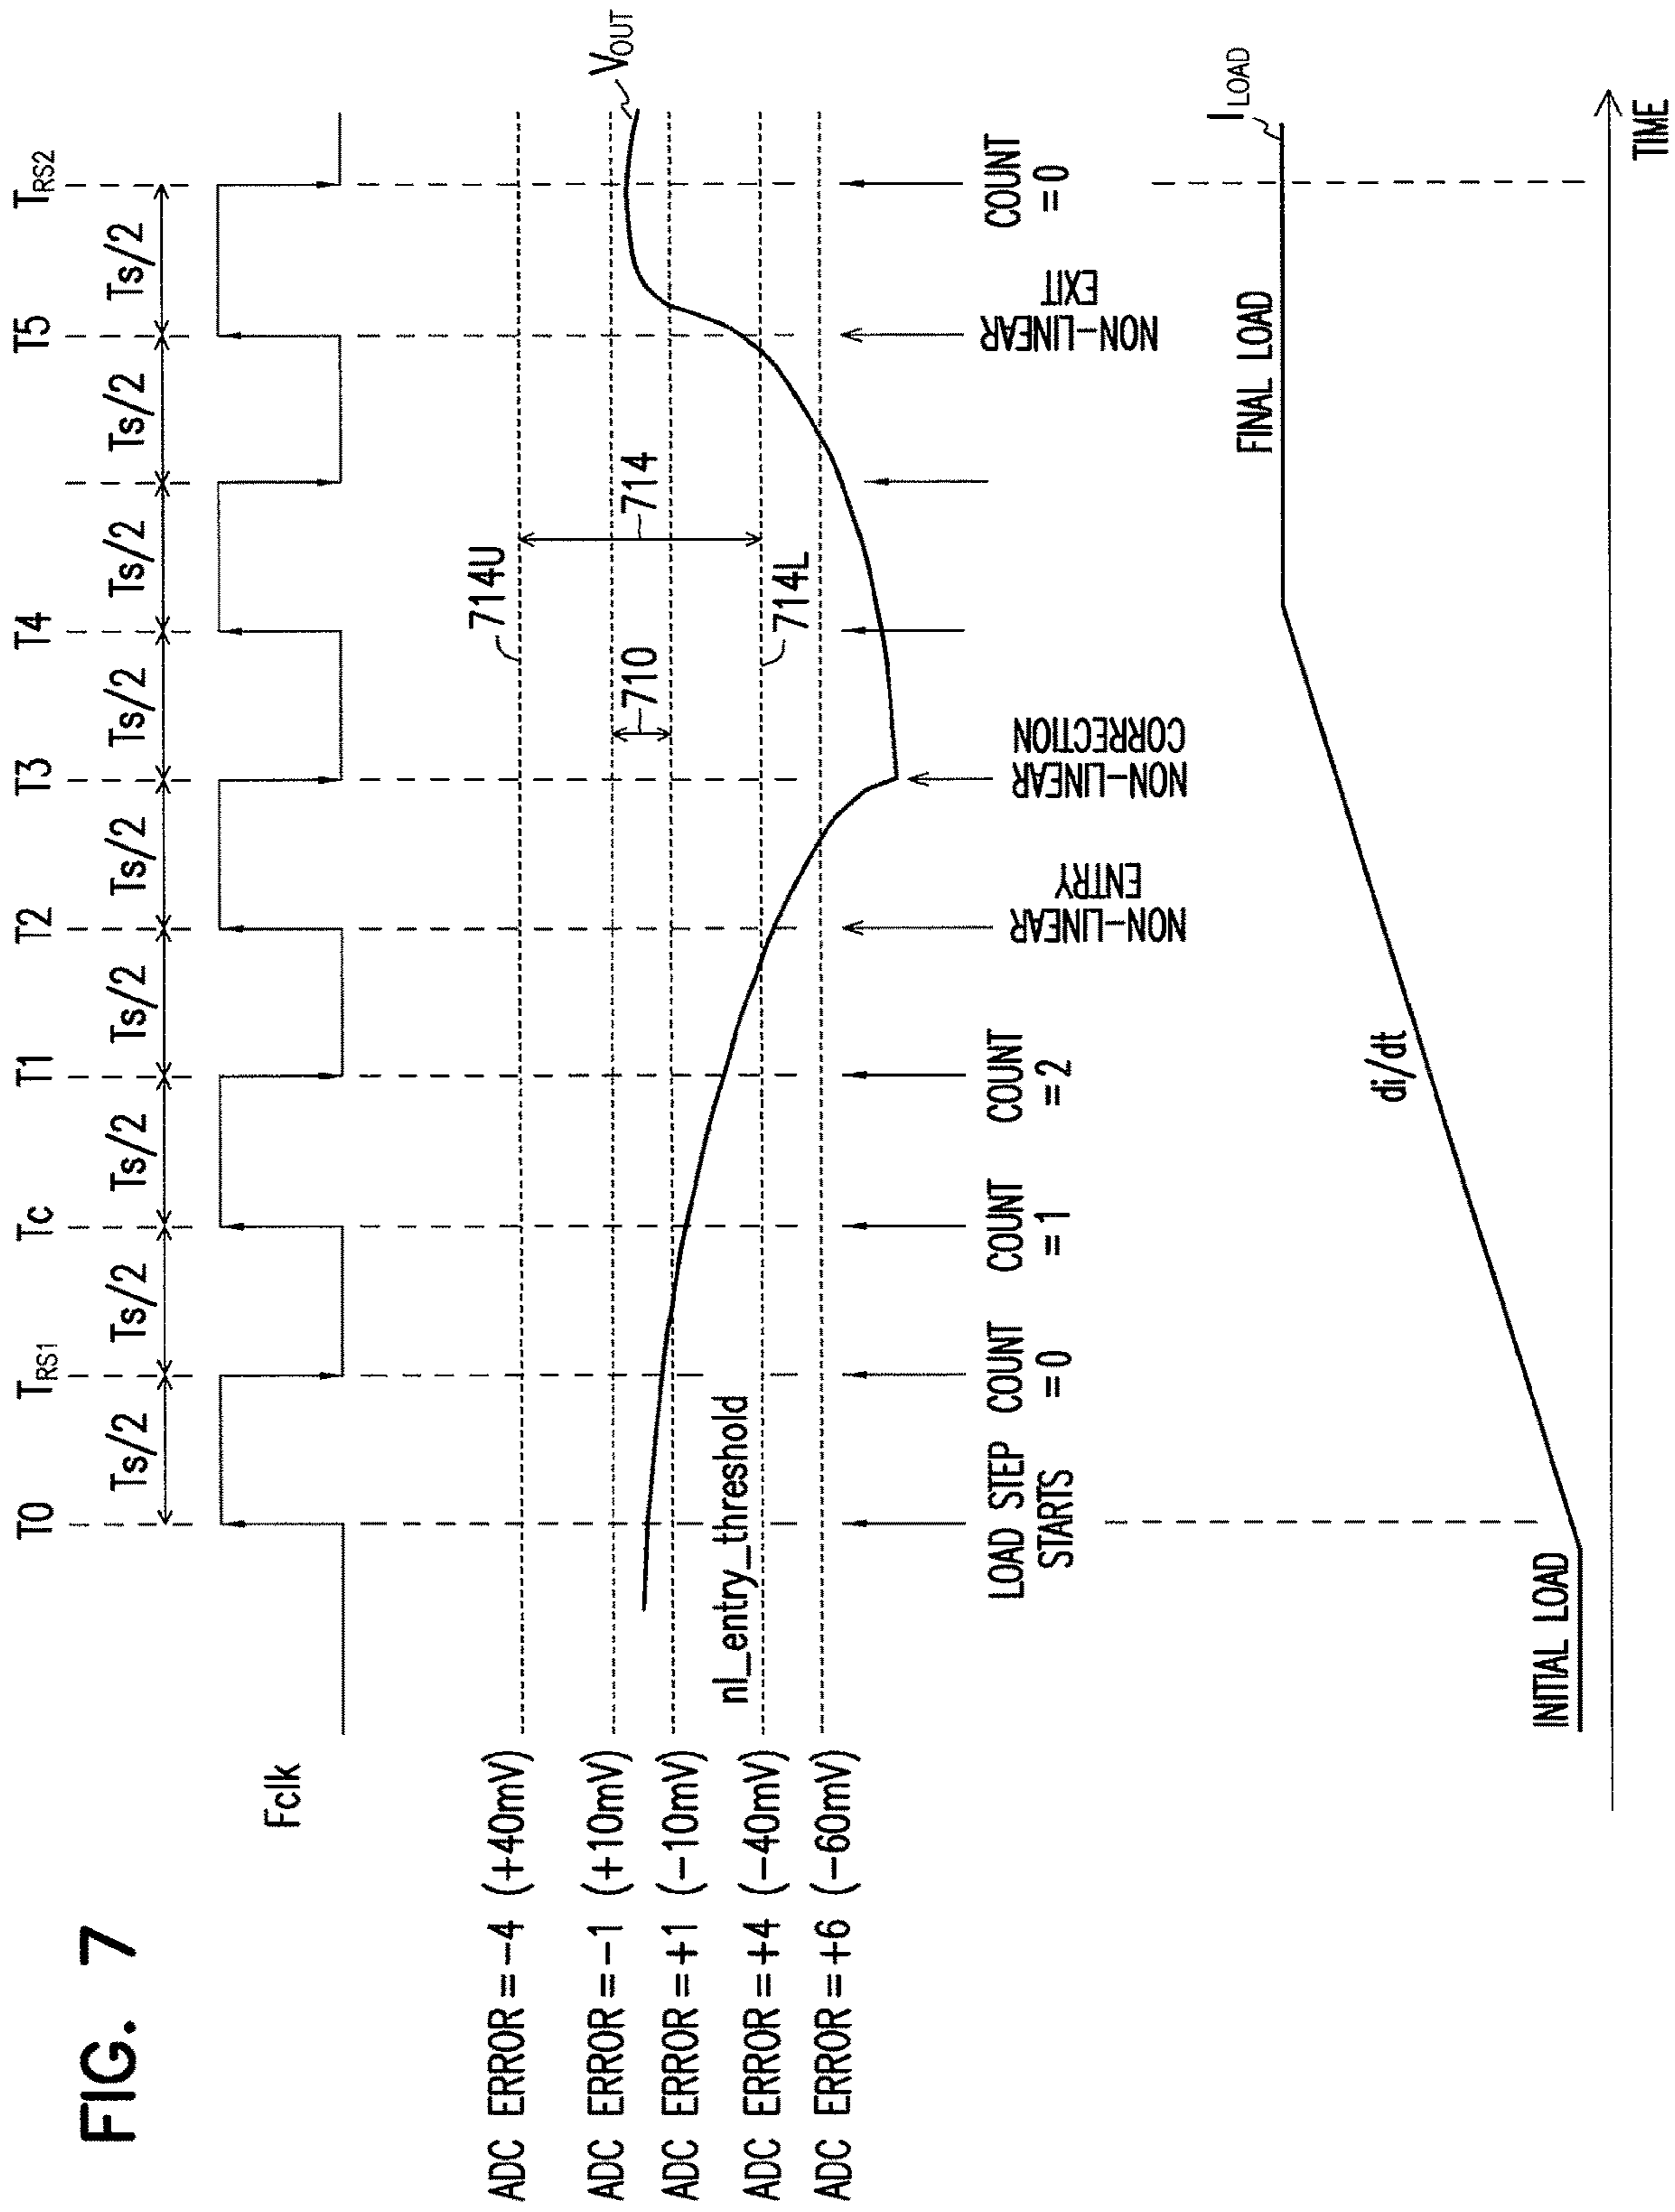 FIG. 7
T0 TRS1 Tc T1 T2 T3 T4 T5 TRS2
Ts/2 Ts/2 Ts/2 Ts/2 Ts/2 Ts/2 Ts/2 Ts/2 Ts/2
Fclk
ADC ERROR=-4 (+40mV)
714U
ADC ERROR=-1 (+10mV)
VOUT
710
714
ADC ERROR=+1 (-10mV)
nl_entry_threshold
ADC ERROR=+4 (-40mV)
714L
ADC ERROR=+6 (-60mV)
LOAD STEP
STARTS
COUNT
=0
COUNT
=1
COUNT
=2
NON-LINEAR
ENTRY
NON-LINEAR
CORRECTION
NON-LINEAR
EXIT
COUNT
=0
INITIAL LOAD
di/dt
FINAL LOAD
ILOAD
TIME